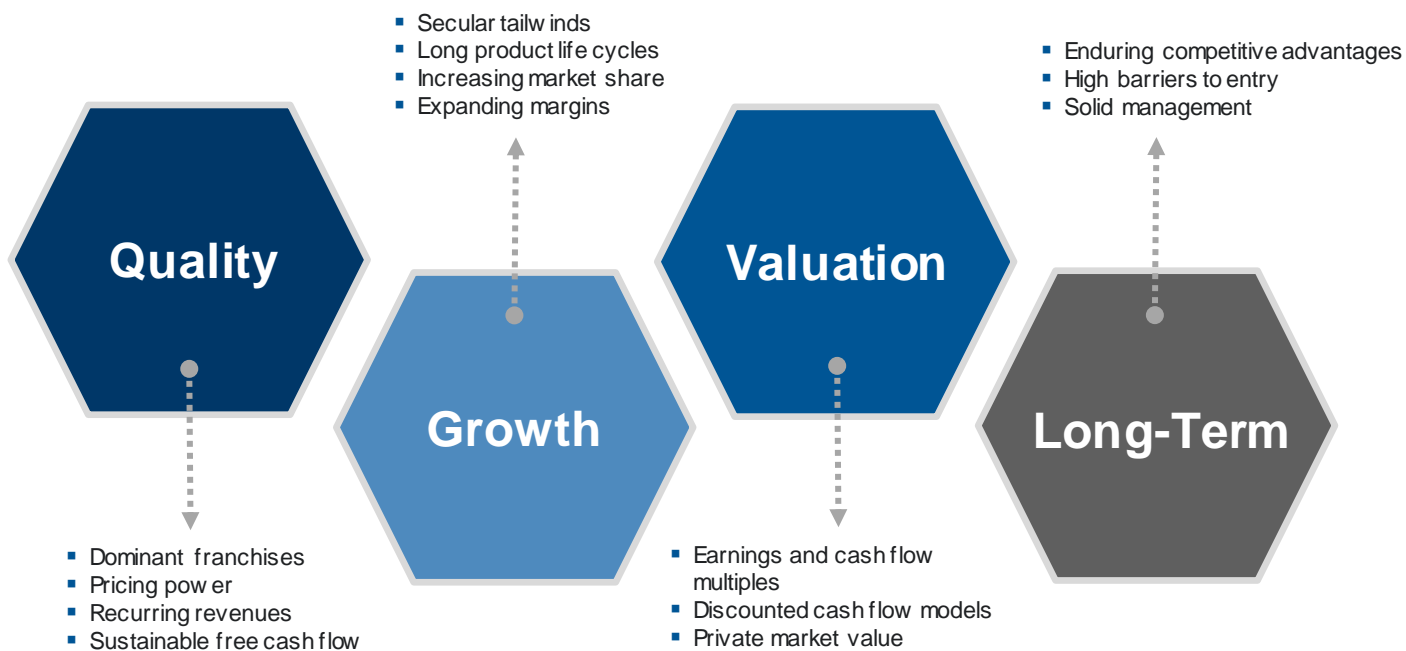 Quality
▪ Dominant franchises
▪ Pricing power
▪ Recurring revenues
▪ Sustainable free cash flow
▪ Secular tailwinds
▪ Long product life cycles
▪ Increasing market share
▪ Expanding margins
Growth
Valuation
▪ Earnings and cash flow
multiples
▪ Discounted cash flow models
▪ Private market value
▪ Enduring competitive advantages
▪ High barriers to entry
▪ Solid management
Long-Term